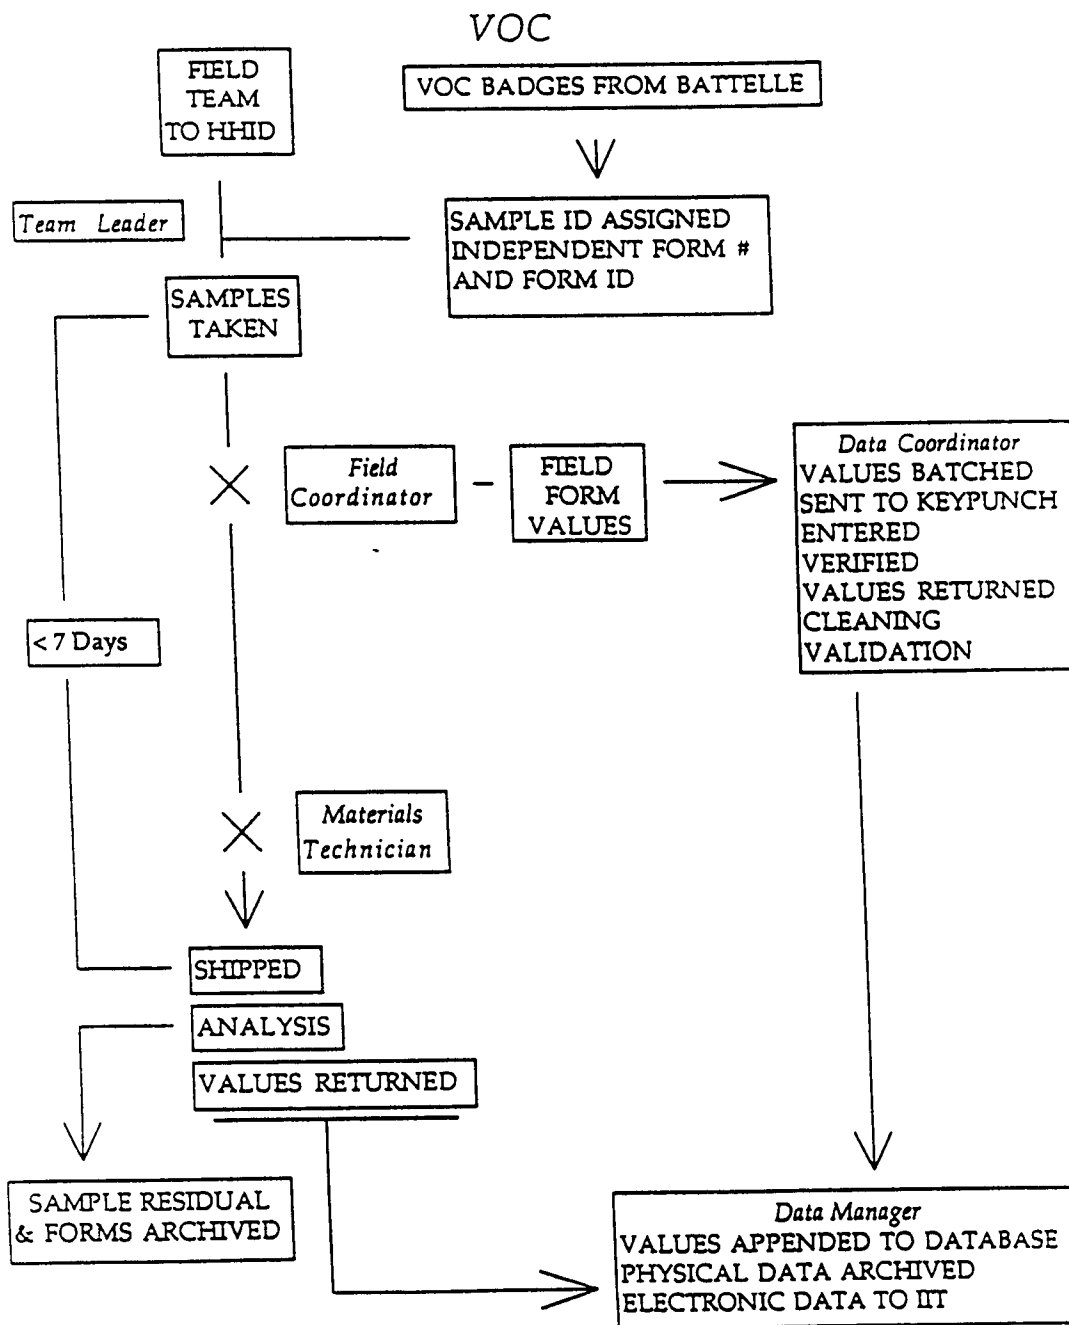 VOC
FIELD
TEAM
TO HHID
VOC BADGES FROM BATTELLE
Team Leader
SAMPLE ID ASSIGNED
INDEPENDENT FORM #
AND FORM ID
SAMPLES
TAKEN
Field
Coordinator
FIELD
FORM
VALUES
Data Coordinator
VALUES BATCHED
SENT TO KEYPUNCH
ENTERED
VERIFIED
VALUES RETURNED
CLEANING
VALIDATION
< 7 Days
Materials
Technician
SHIPPED
ANALYSIS
VALUES RETURNED
SAMPLE RESIDUAL
& FORMS ARCHIVED
Data Manager
VALUES APPENDED TO DATABASE
PHYSICAL DATA ARCHIVED
ELECTRONIC DATA TO IIT